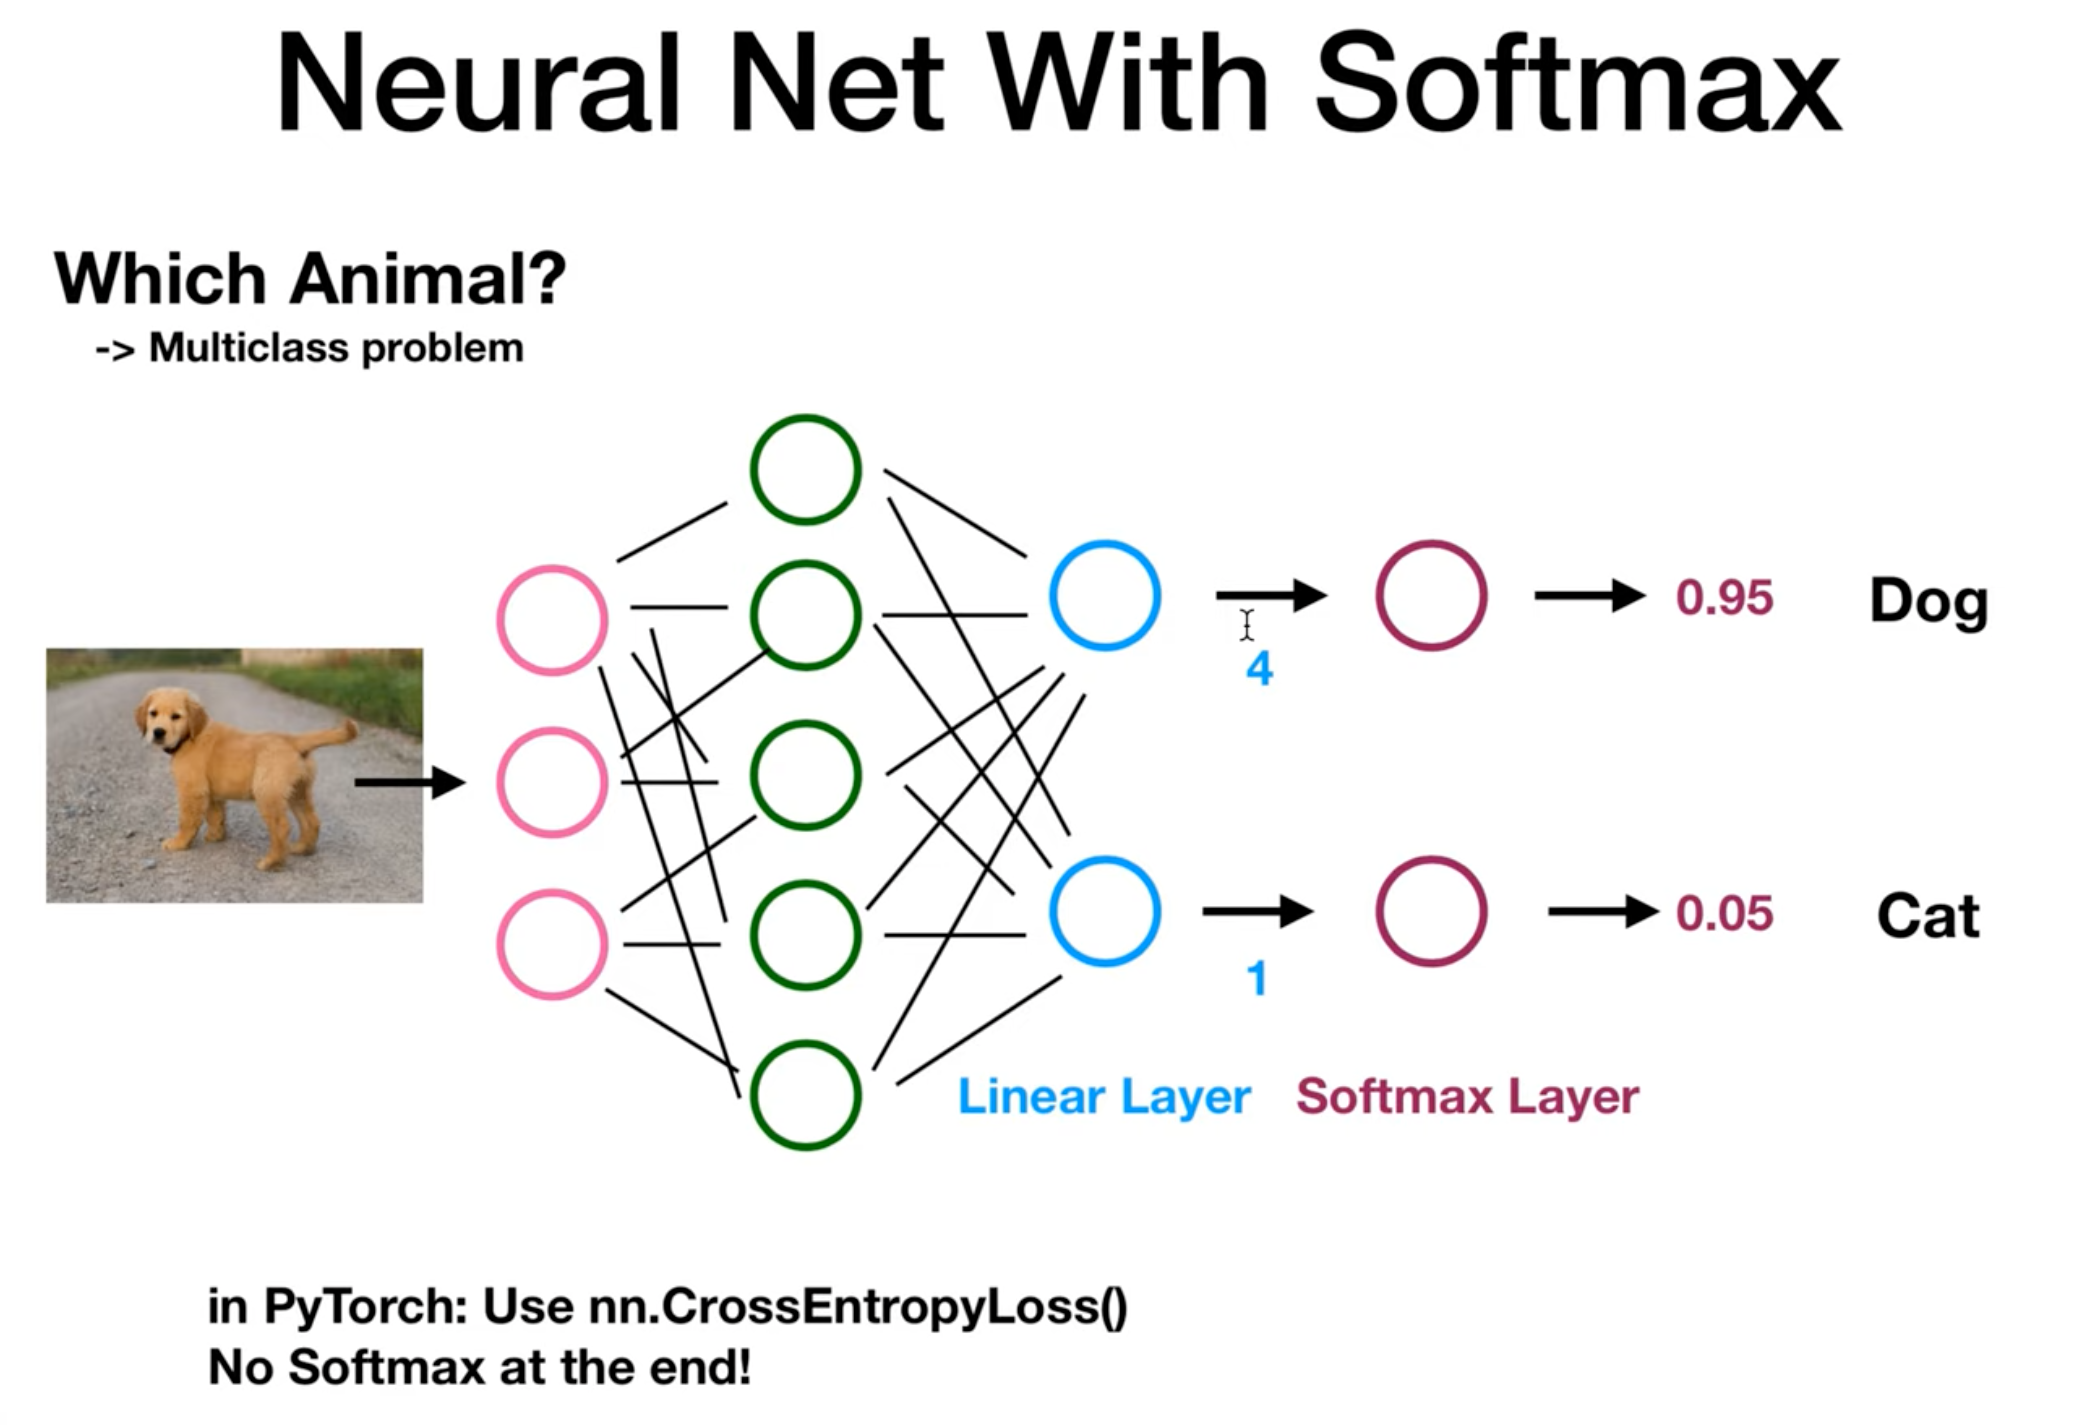 Neural Net With Softmax
Which Animal?
-> Multiclass problem
0.95 Dog
4
0.05 Cat
1
Linear Layer Softmax Layer
in PyTorch: Use nn.CrossEntropyLoss()
No Softmax at the end!